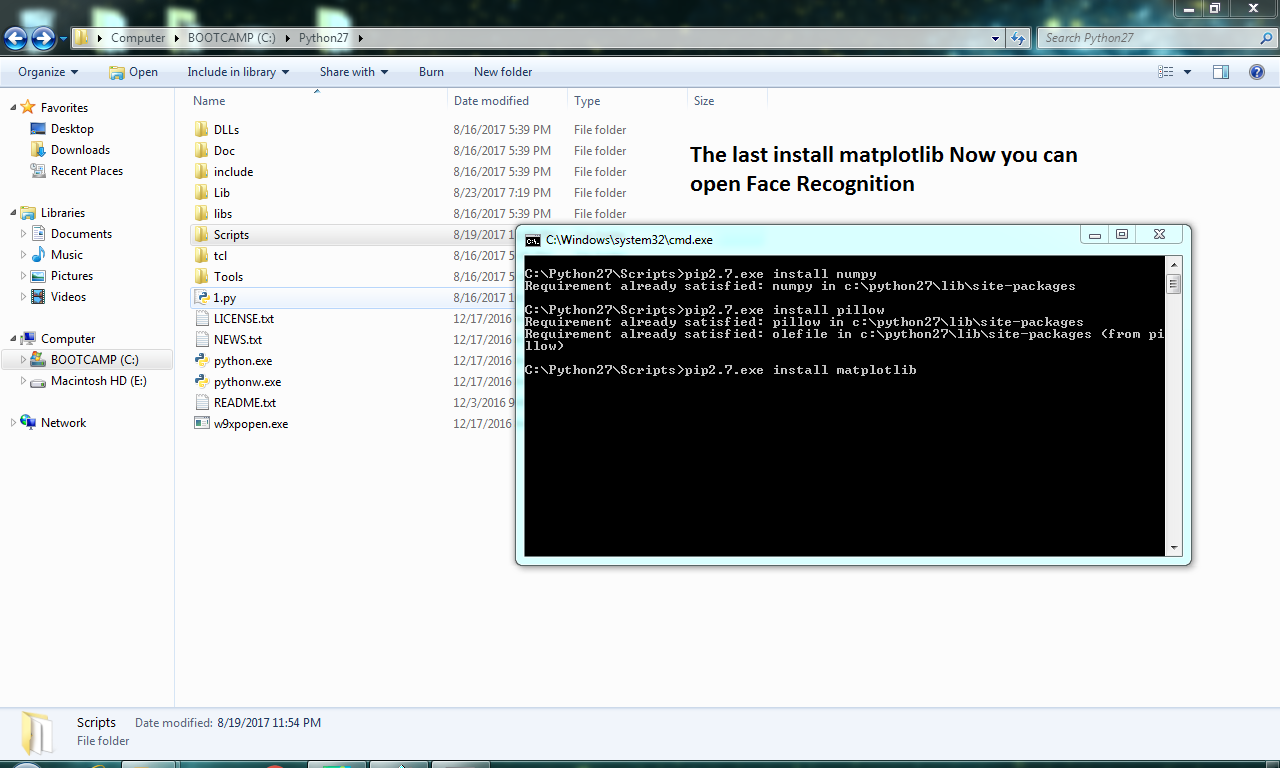 Computer ▸ BOOTCAMP (C:) ▸ Python27 ▸
Search Python27
Organize Open Include in library Share with Burn New folder
Favorites
Desktop
Downloads
Recent Places
Libraries
Documents
Music
Pictures
Videos
Computer
BOOTCAMP (C:)
Macintosh HD (E:)
Network
Name Date modified Type Size
DLLs 8/16/2017 5:39 PM File folder
Doc 8/16/2017 5:39 PM File folder
include 8/16/2017 5:39 PM File folder
Lib 8/23/2017 7:19 PM File folder
libs 8/16/2017 5:39 PM File folder
Scripts 8/19/2017 1
tcl 8/16/2017 5
Tools 8/16/2017 5
1.py 8/16/2017 1
LICENSE.txt 12/17/2016
NEWS.txt 12/17/2016
python.exe 12/17/2016
pythonw.exe 12/17/2016
README.txt 12/3/2016 9
w9xpopen.exe 12/17/2016
The last install matplotlib Now you can
open Face Recognition
C:\Windows\system32\cmd.exe
C:\Python27\Scripts>pip2.7.exe install numpy
Requirement already satisfied: numpy in c:\python27\lib\site-packages
C:\Python27\Scripts>pip2.7.exe install pillow
Requirement already satisfied: pillow in c:\python27\lib\site-packages
Requirement already satisfied: olefile in c:\python27\lib\site-packages (from pi
llow)
C:\Python27\Scripts>pip2.7.exe install matplotlib
Scripts Date modified: 8/19/2017 11:54 PM
File folder